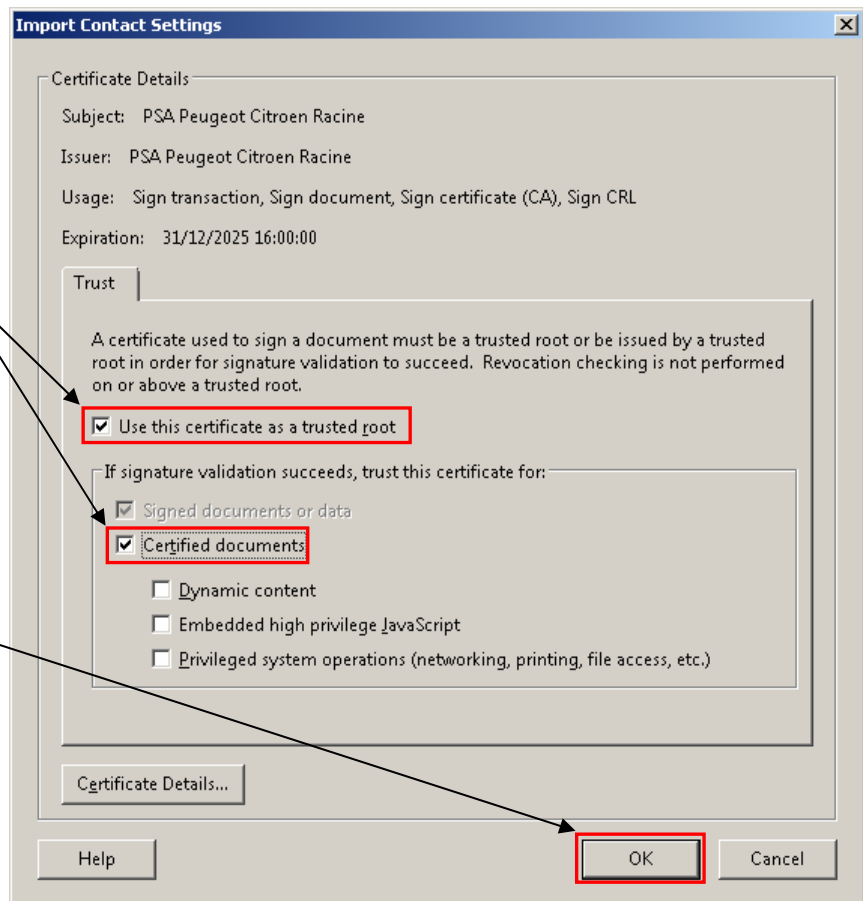 Import Contact Settings
Certificate Details
Subject: PSA Peugeot Citroen Racine
Issuer: PSA Peugeot Citroen Racine
Usage: Sign transaction, Sign document, Sign certificate (CA), Sign CRL
Expiration: 31/12/2025 16:00:00
Trust
A certificate used to sign a document must be a trusted root or be issued by a trusted
root in order for signature validation to succeed. Revocation checking is not performed
on or above a trusted root.
Use this certificate as a trusted root
If signature validation succeeds, trust this certificate for:
Signed documents or data
Certified documents
Dynamic content
Embedded high privilege JavaScript
Privileged system operations (networking, printing, file access, etc.)
Certificate Details...
Help OK Cancel